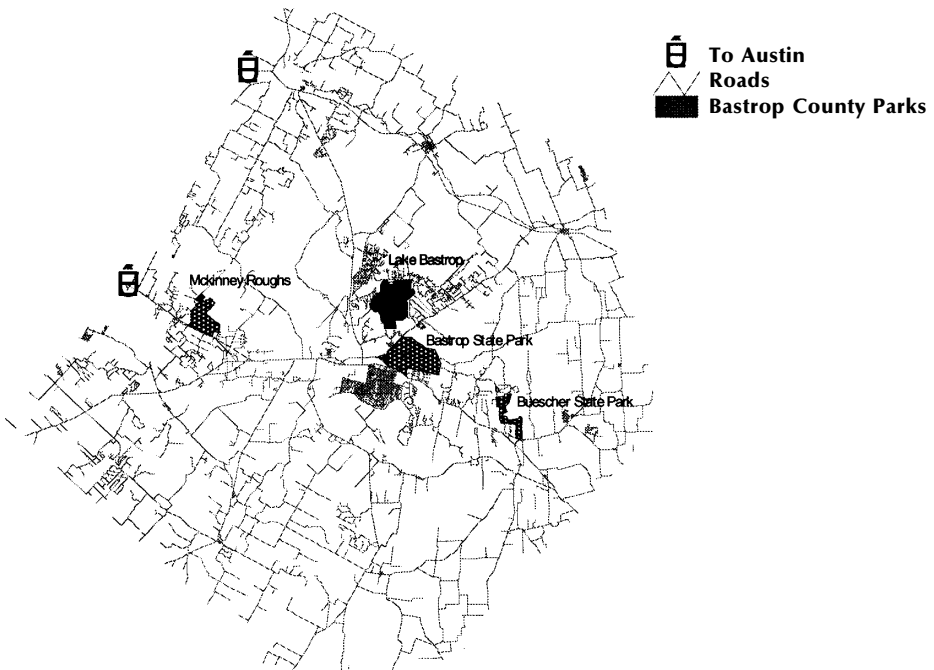 To Austin
Roads
Bastrop County Parks
Lake Bastrop
Mckinney Roughs
Bastrop State Park
Buescher State Park